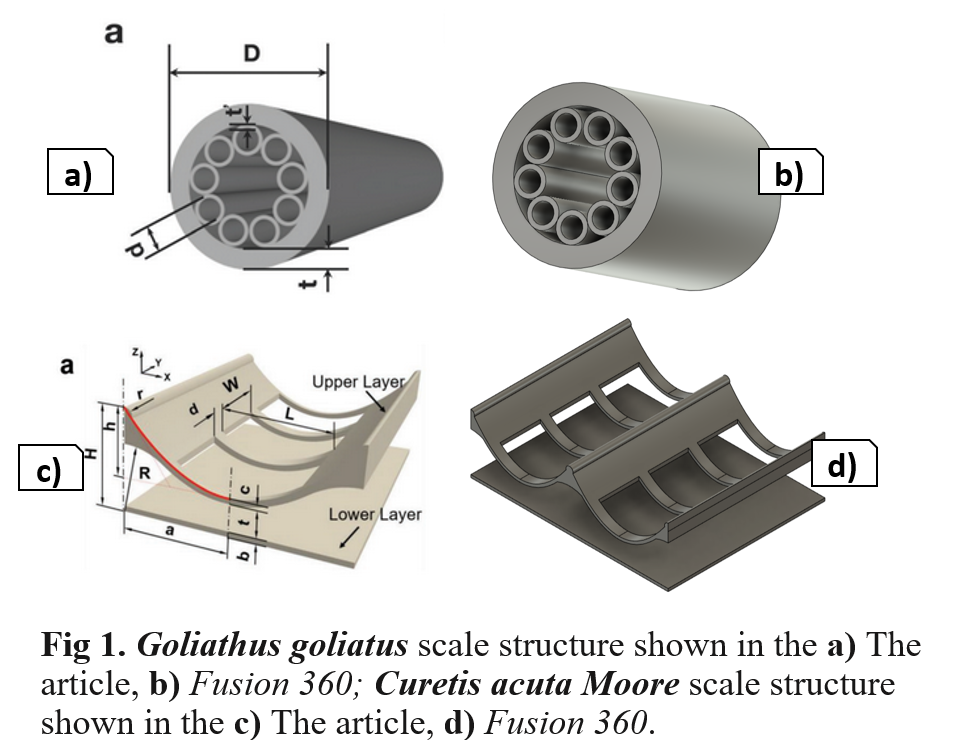 a
D
t'
a)
b)
d
t
a
Z
Y
X
r
W
Upper Layer
d
L
h
H
c)
R
d)
c
Lower Layer
t
a
b
Fig 1. Goliathus goliatus scale structure shown in the a) The
article, b) Fusion 360; Curetis acuta Moore scale structure
shown in the c) The article, d) Fusion 360.